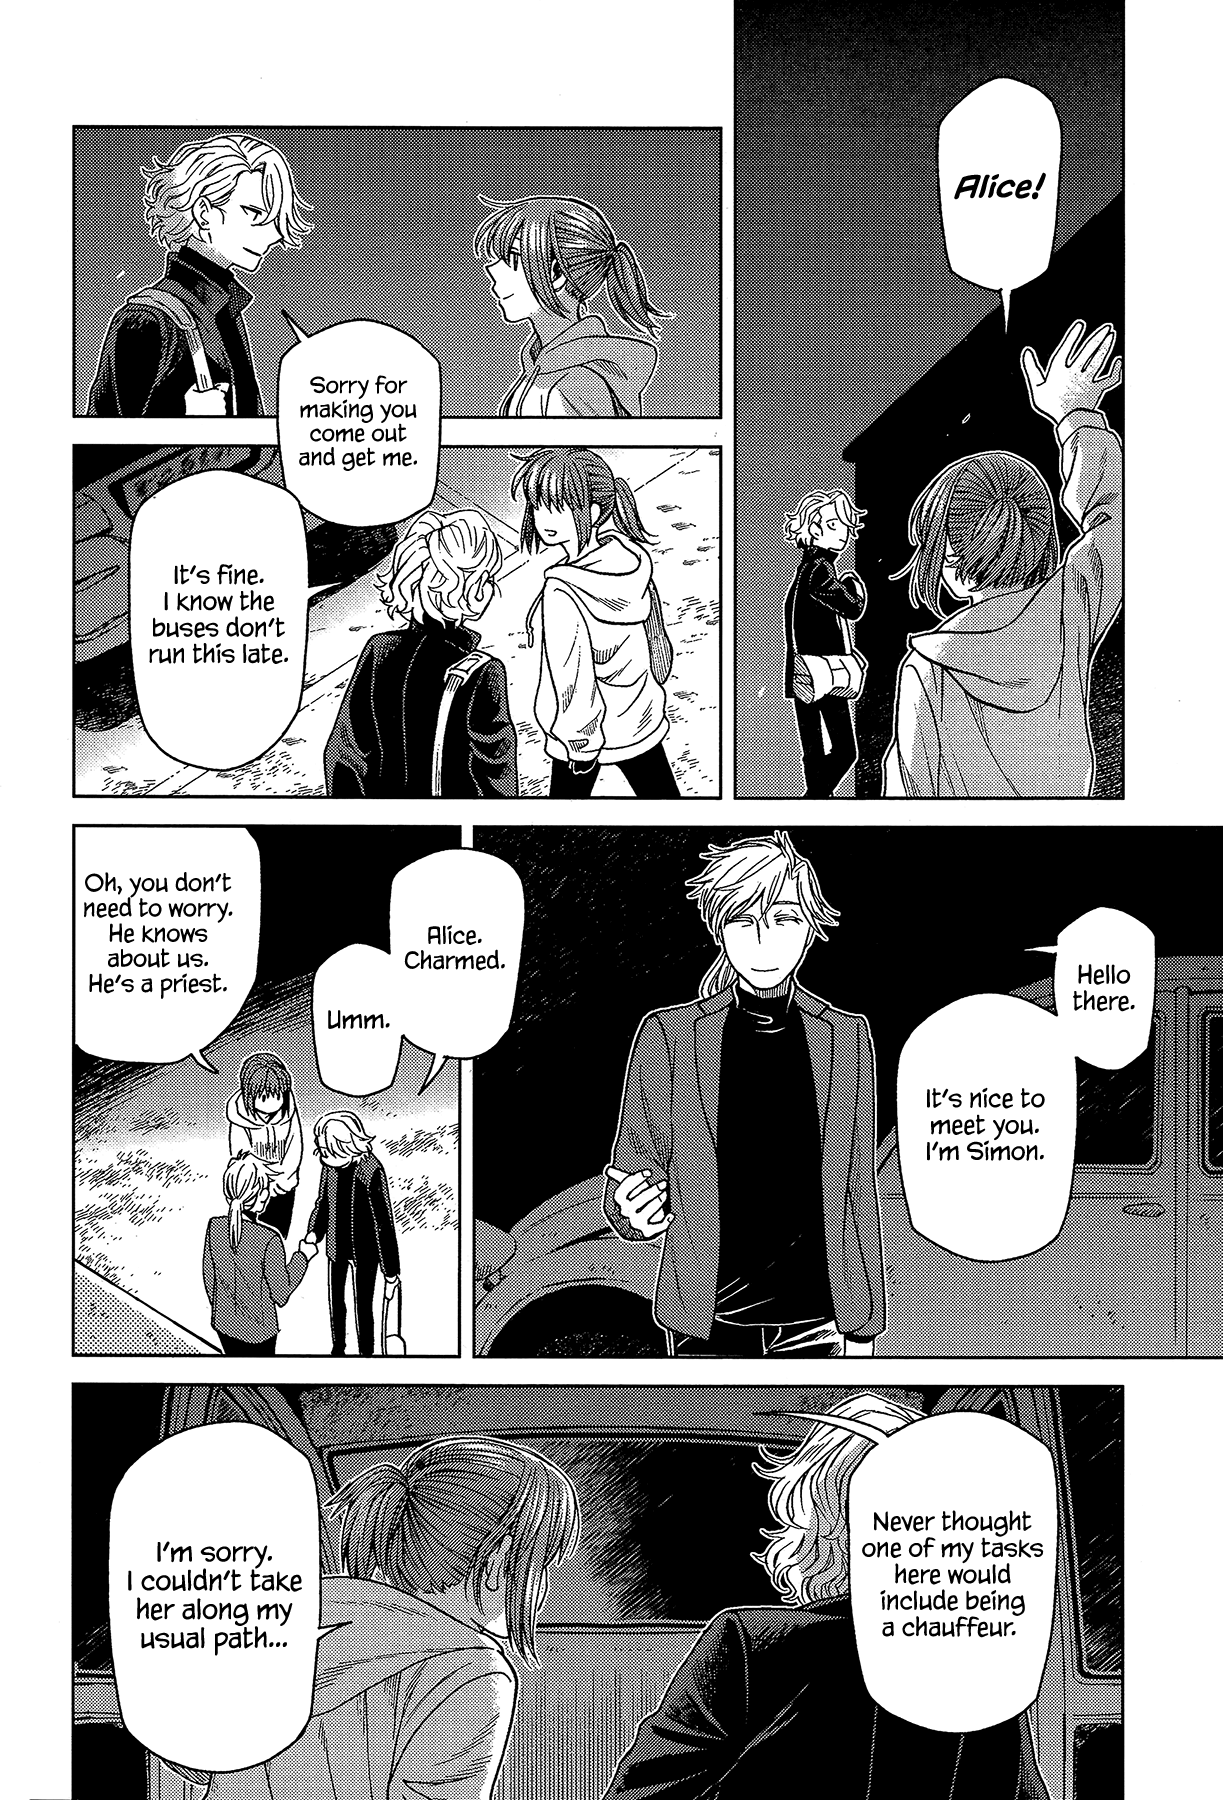 Alice!
Sorry for
making you
come out
and get me.
It's fine.
I know the
buses don't
run this late.
Hello
there.
It's nice to
meet you.
I'm Simon.
Alice.
Charmed.
Umm.
Oh, you don't
need to worry.
He knows
about us.
He's a priest.
Never thought
one of my tasks
here would
include being
a chauffeur.
I'm sorry.
I couldn't take
her along my
usual path...